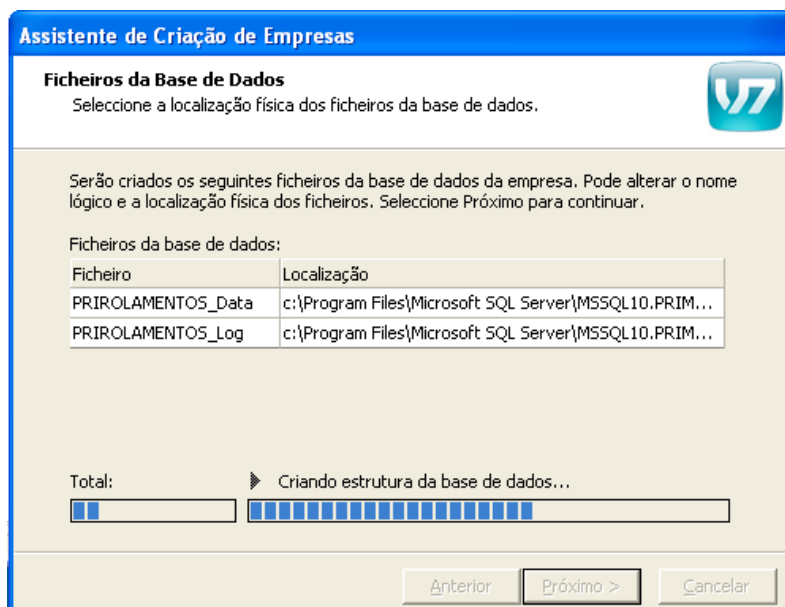 Assistente de Criação de Empresas
Ficheiros da Base de Dados
Seleccione a localização física dos ficheiros da base de dados.
V7
Serão criados os seguintes ficheiros da base de dados da empresa. Pode alterar o nome
lógico e a localização física dos ficheiros. Seleccione Próximo para continuar.
Ficheiros da base de dados:
Ficheiro Localização
PRIROLAMENTOS_Data c:\Program Files\Microsoft SQL Server\MSSQL10.PRIM...
PRIROLAMENTOS_Log c:\Program Files\Microsoft SQL Server\MSSQL10.PRIM...
Total: Criando estrutura da base de dados...
Anterior Próximo > Cancelar